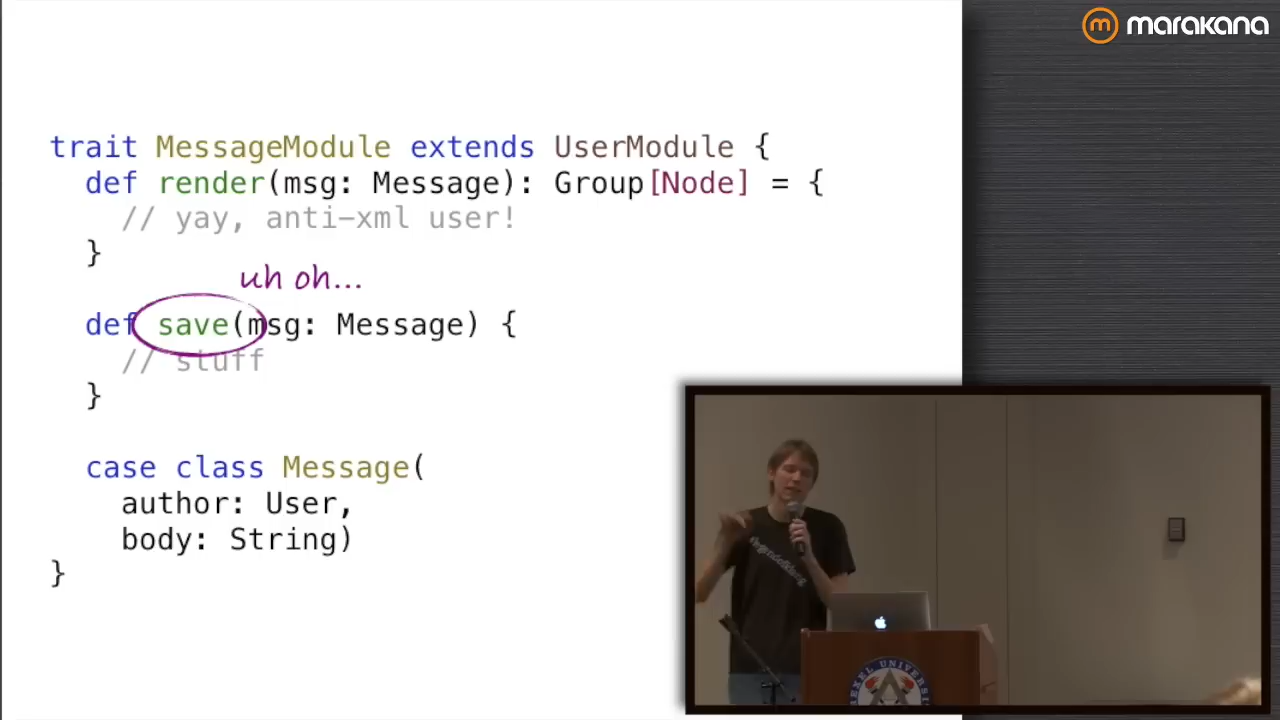 marakana
trait MessageModule extends UserModule {
def render(msg: Message): Group[Node] = {
// yay, anti-xml user!
}
uh oh...
def save(msg: Message) {
// stuff
}
case class Message(
author: User,
body: String)
}